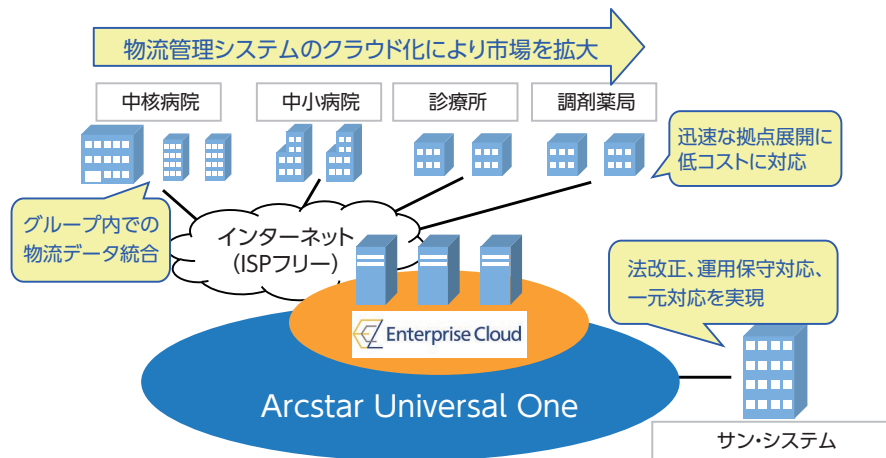 物流管理システムのクラウド化により市場を拡大
中核病院
中小病院
診療所
調剤薬局
迅速な拠点展開に
低コストに対応
グループ内での
物流データ統合
インターネット
(ISPフリー)
法改正、運用保守対応、
一元対応を実現
Enterprise Cloud
Arcstar Universal One
サン・システム